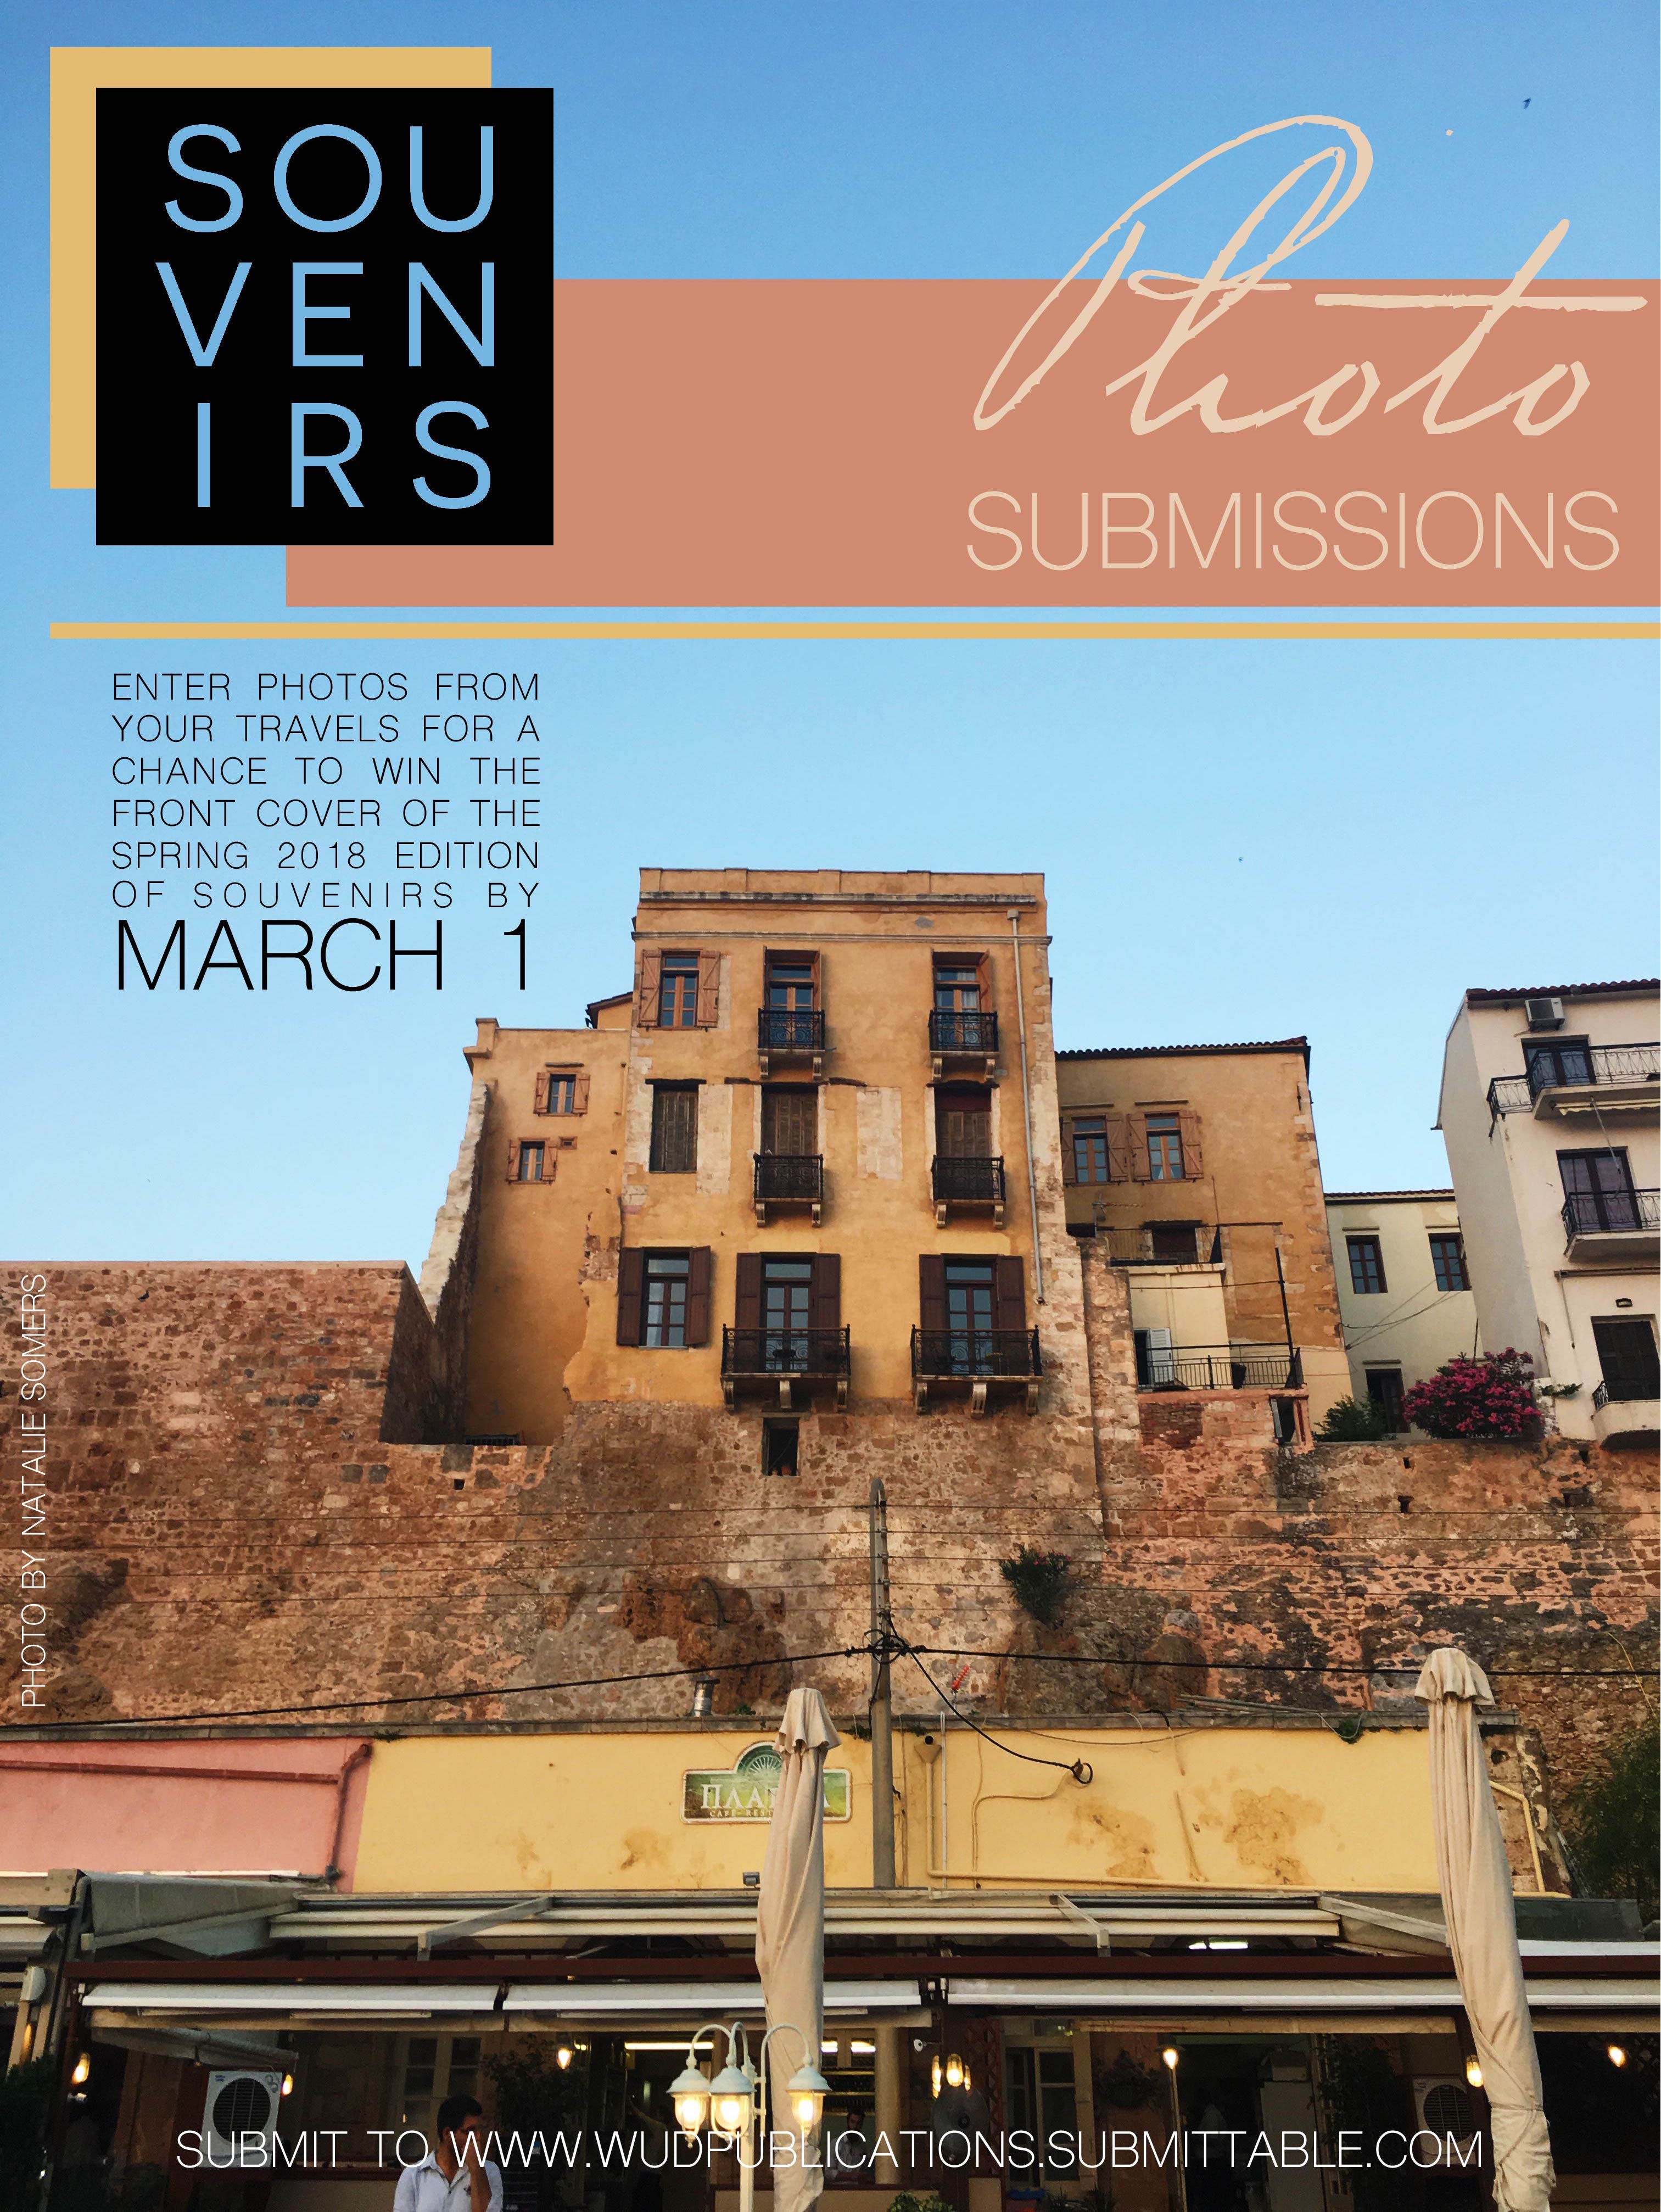 SOU
VEN
IRS
Photo
SUBMISSIONS
ENTER PHOTOS FROM
YOUR TRAVELS FOR A
CHANCE TO WIN THE
FRONT COVER OF THE
SPRING 2018 EDITION
OF SOUVENIRS BY
MARCH 1
PHOTO BY NATALIE SOMERS
SUBMIT TO WWW.WUDPUBLICATIONS.SUBMITTABLE.COM